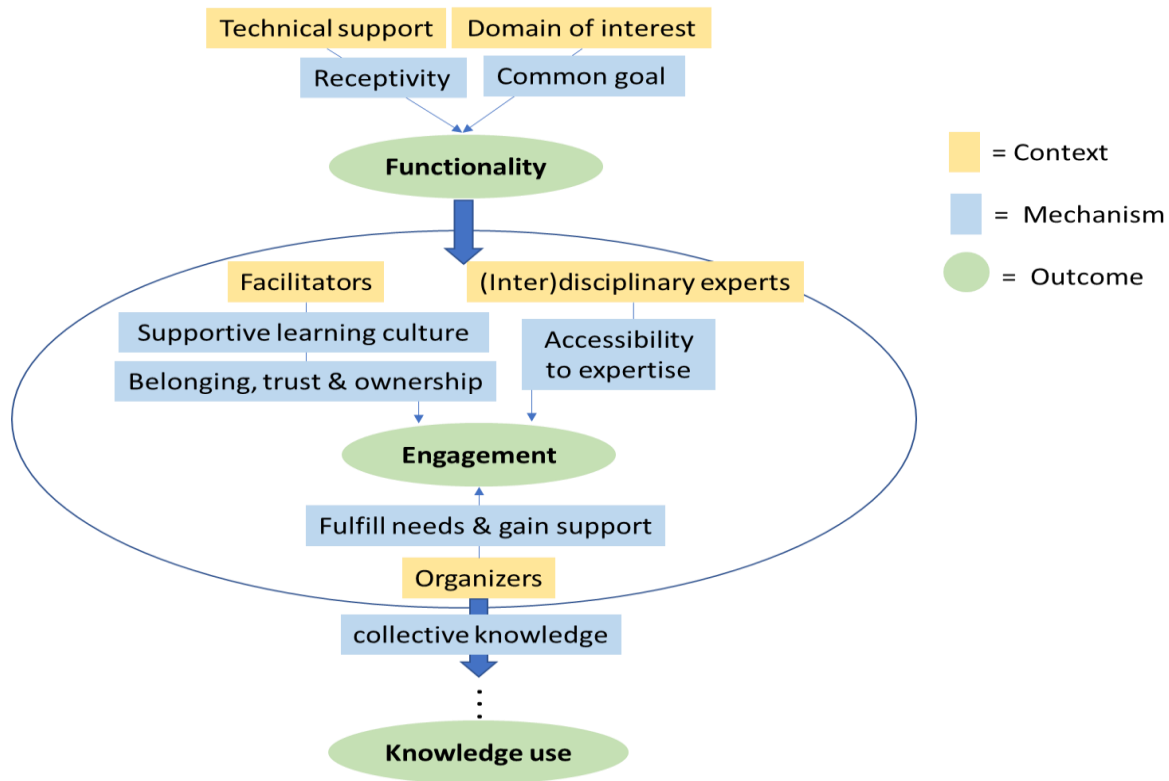 Technical support
Domain of interest
Receptivity
Common goal
Functionality
= Context
= Mechanism
= Outcome
Facilitators
(Inter)disciplinary experts
Supportive learning culture
Accessibility
to expertise
Belonging, trust & ownership
Engagement
Fulfill needs & gain support
Organizers
collective knowledge
Knowledge use